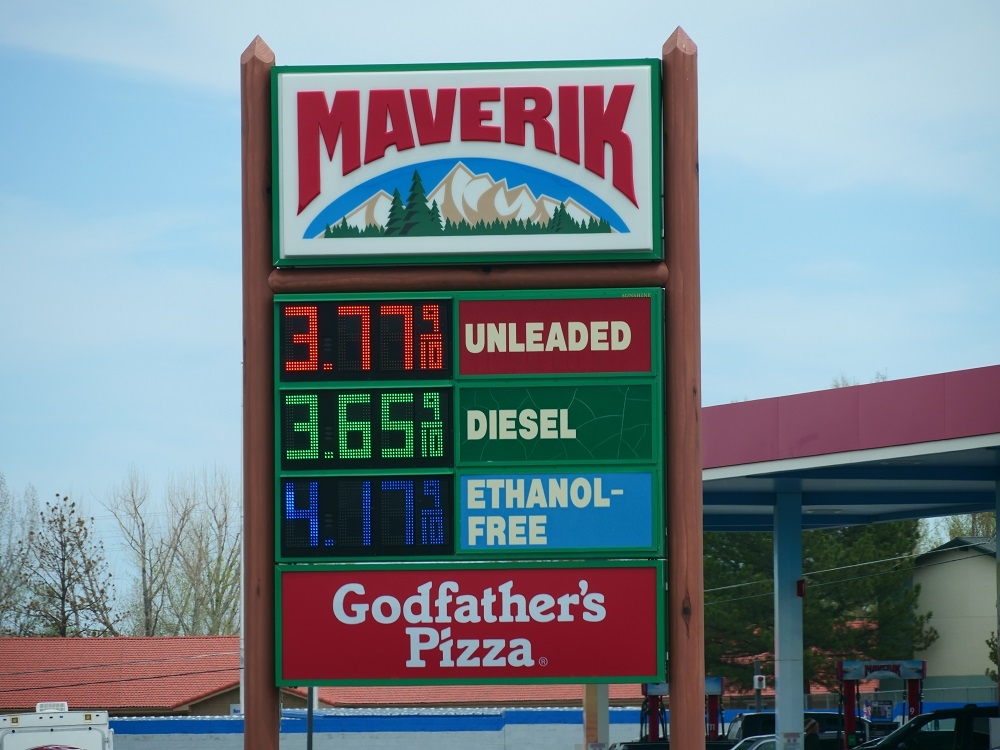 MAVERIK
3.77 9/10 UNLEADED
3.65 9/10 DIESEL
4.17 9/10 ETHANOL-
FREE
Godfather's
Pizza®
MAVERIK